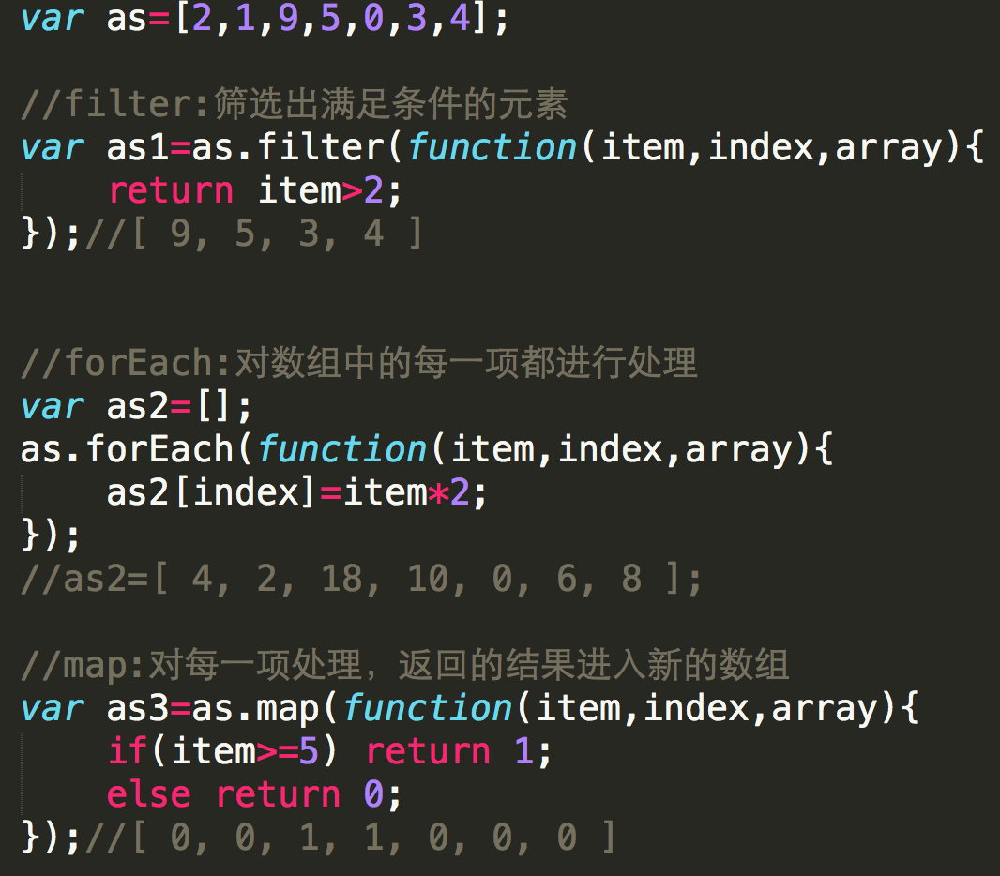 var as=[2,1,9,5,0,3,4];
//filter:筛选出满足条件的元素
var as1=as.filter(function(item,index,array){
    return item>2;
});//[ 9, 5, 3, 4 ]
//forEach:对数组中的每一项都进行处理
var as2=[];
as.forEach(function(item,index,array){
    as2[index]=item*2;
});
//as2=[ 4, 2, 18, 10, 0, 6, 8 ];
//map:对每一项处理，返回的结果进入新的数组
var as3=as.map(function(item,index,array){
    if(item>=5) return 1;
    else return 0;
});//[ 0, 0, 1, 1, 0, 0, 0 ]